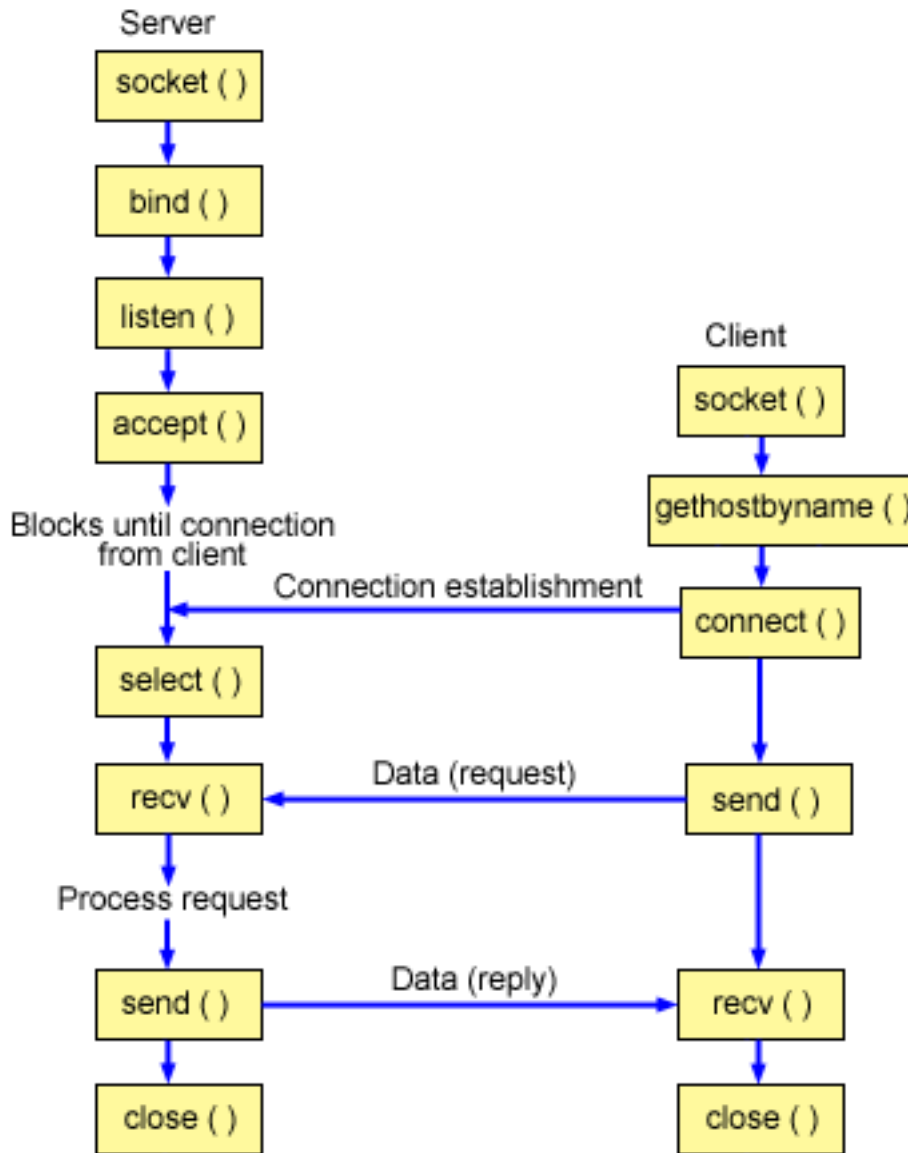 Server
socket ( )
bind ( )
listen ( )
accept ( )
Blocks until connection
from client
select ( )
recv ( )
Process request
send ( )
close ( )
Client
socket ( )
gethostbyname ( )
Connection establishment
connect ( )
Data (request)
send ( )
Data (reply)
recv ( )
close ( )